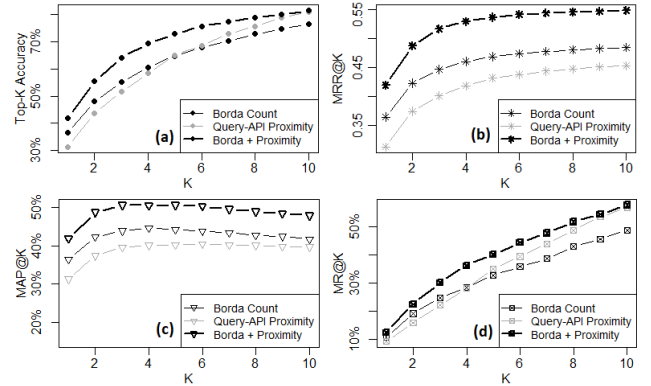 Top-K Accuracy
30%
50%
70%
(a)
Borda Count
Query-API Proximity
Borda + Proximity
2 4 6 8 10
K
MRR@K
0.35
0.45
0.55
(b)
Borda Count
Query-API Proximity
Borda + Proximity
2 4 6 8 10
K
MAP@K
20%
30%
40%
50%
(c)
Borda Count
Query-API Proximity
Borda + Proximity
2 4 6 8 10
K
MR@K
10%
30%
50%
(d)
Borda Count
Query-API Proximity
Borda + Proximity
2 4 6 8 10
K